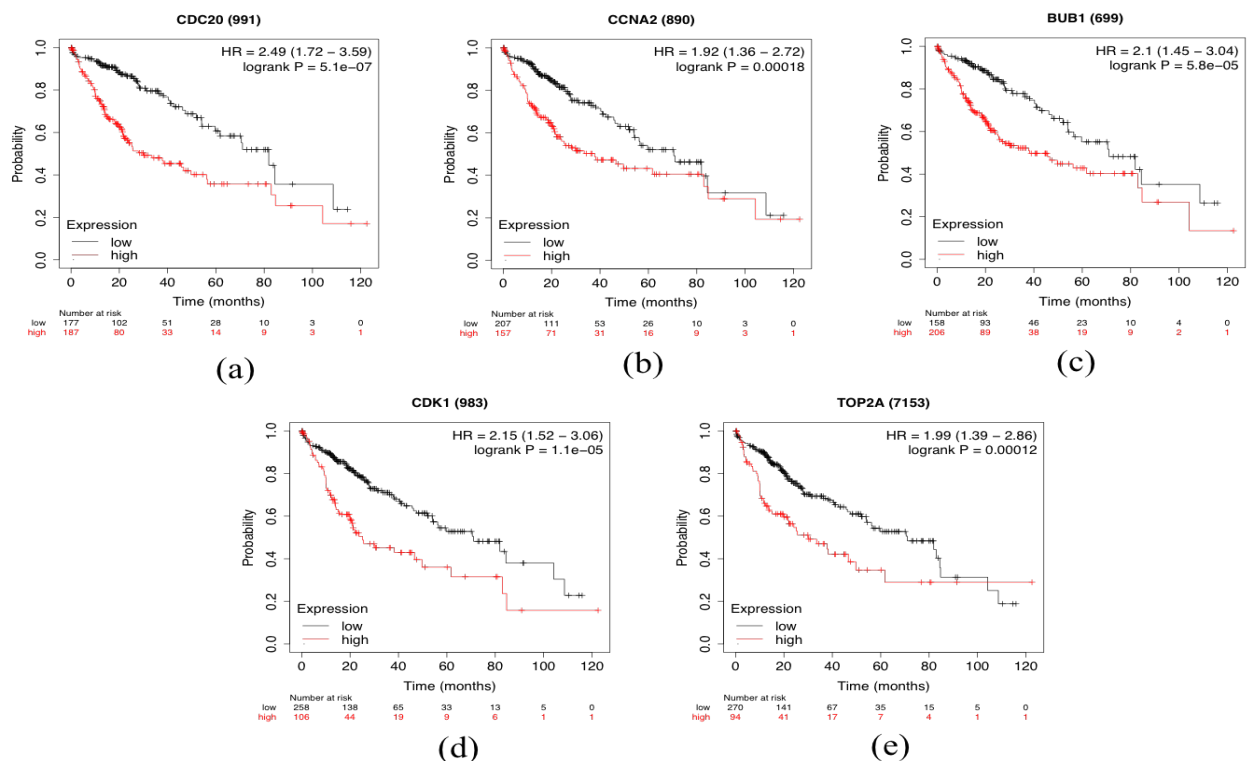 CDC20 (991)
HR = 2.49 (1.72 − 3.59)
logrank P = 5.1e−07
Probability
1.0
0.8
0.6
0.4
0.2
0.0
Expression
low
high
0 20 40 60 80 100 120
Time (months)
Number at risk
low 177 102 51 28 10 3 0
high 187 80 33 14 9 3 1
(a)
CCNA2 (890)
HR = 1.92 (1.36 − 2.72)
logrank P = 0.00018
Probability
1.0
0.8
0.6
0.4
0.2
0.0
Expression
low
high
0 20 40 60 80 100 120
Time (months)
Number at risk
low 207 111 53 26 10 3 0
high 157 71 31 16 9 3 1
(b)
BUB1 (699)
HR = 2.1 (1.45 − 3.04)
logrank P = 5.8e−05
Probability
1.0
0.8
0.6
0.4
0.2
0.0
Expression
low
high
0 20 40 60 80 100 120
Time (months)
Number at risk
low 158 93 46 23 10 4 0
high 206 89 38 19 9 2 1
(c)
CDK1 (983)
HR = 2.15 (1.52 − 3.06)
logrank P = 1.1e−05
Probability
1.0
0.8
0.6
0.4
0.2
0.0
Expression
low
high
0 20 40 60 80 100 120
Time (months)
Number at risk
low 258 138 65 33 13 5 0
high 106 44 19 9 6 1 1
(d)
TOP2A (7153)
HR = 1.99 (1.39 − 2.86)
logrank P = 0.00012
Probability
1.0
0.8
0.6
0.4
0.2
0.0
Expression
low
high
0 20 40 60 80 100 120
Time (months)
Number at risk
low 270 141 67 35 15 5 0
high 94 41 17 7 4 1 1
(e)